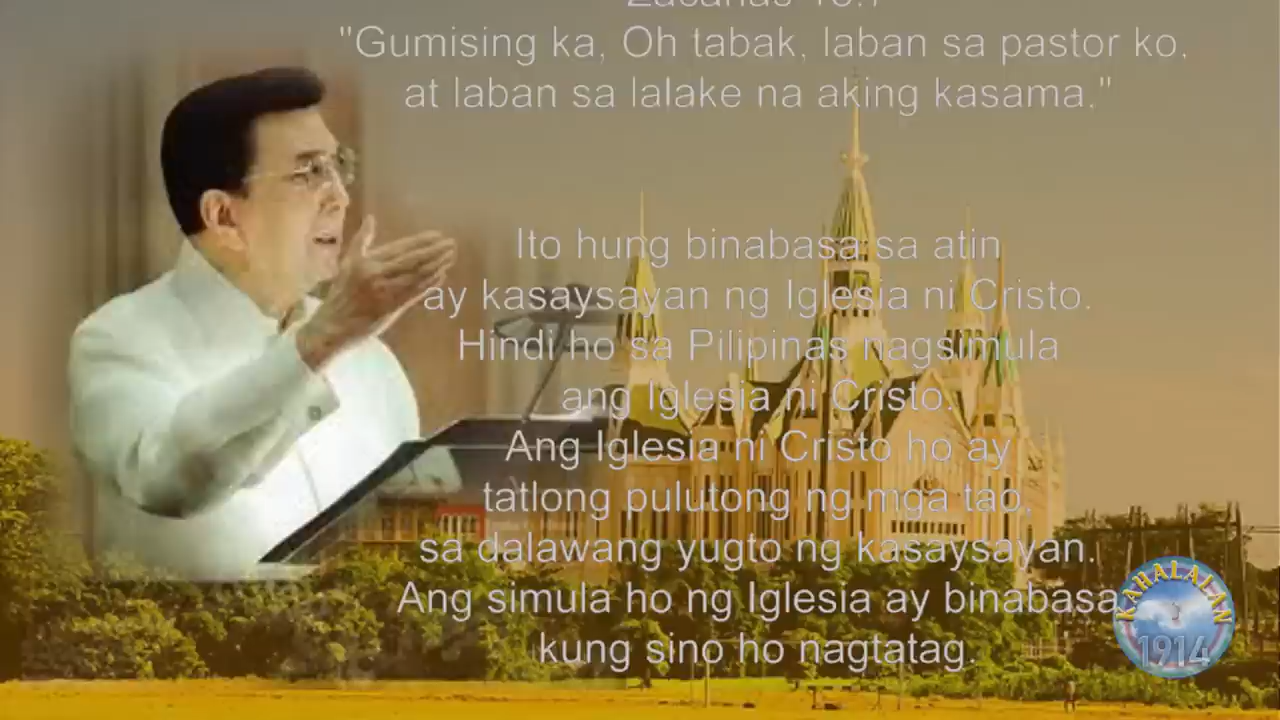 "Gumising ka, Oh tabak, laban sa pastor ko,
at laban sa lalake na aking kasama."
Ito hung binabasa sa atin
ay kasaysayan ng Iglesia ni Cristo.
Hindi ho sa Pilipinas nagsimula
ang Iglesia ni Cristo.
Ang Iglesia ni Cristo ho ay
tatlong pulutong ng mga tao,
sa dalawang yugto ng kasaysayan.
Ang simula ho ng Iglesia ay binabasa
kung sino ho nagtatag.
KAHALALAN
1914